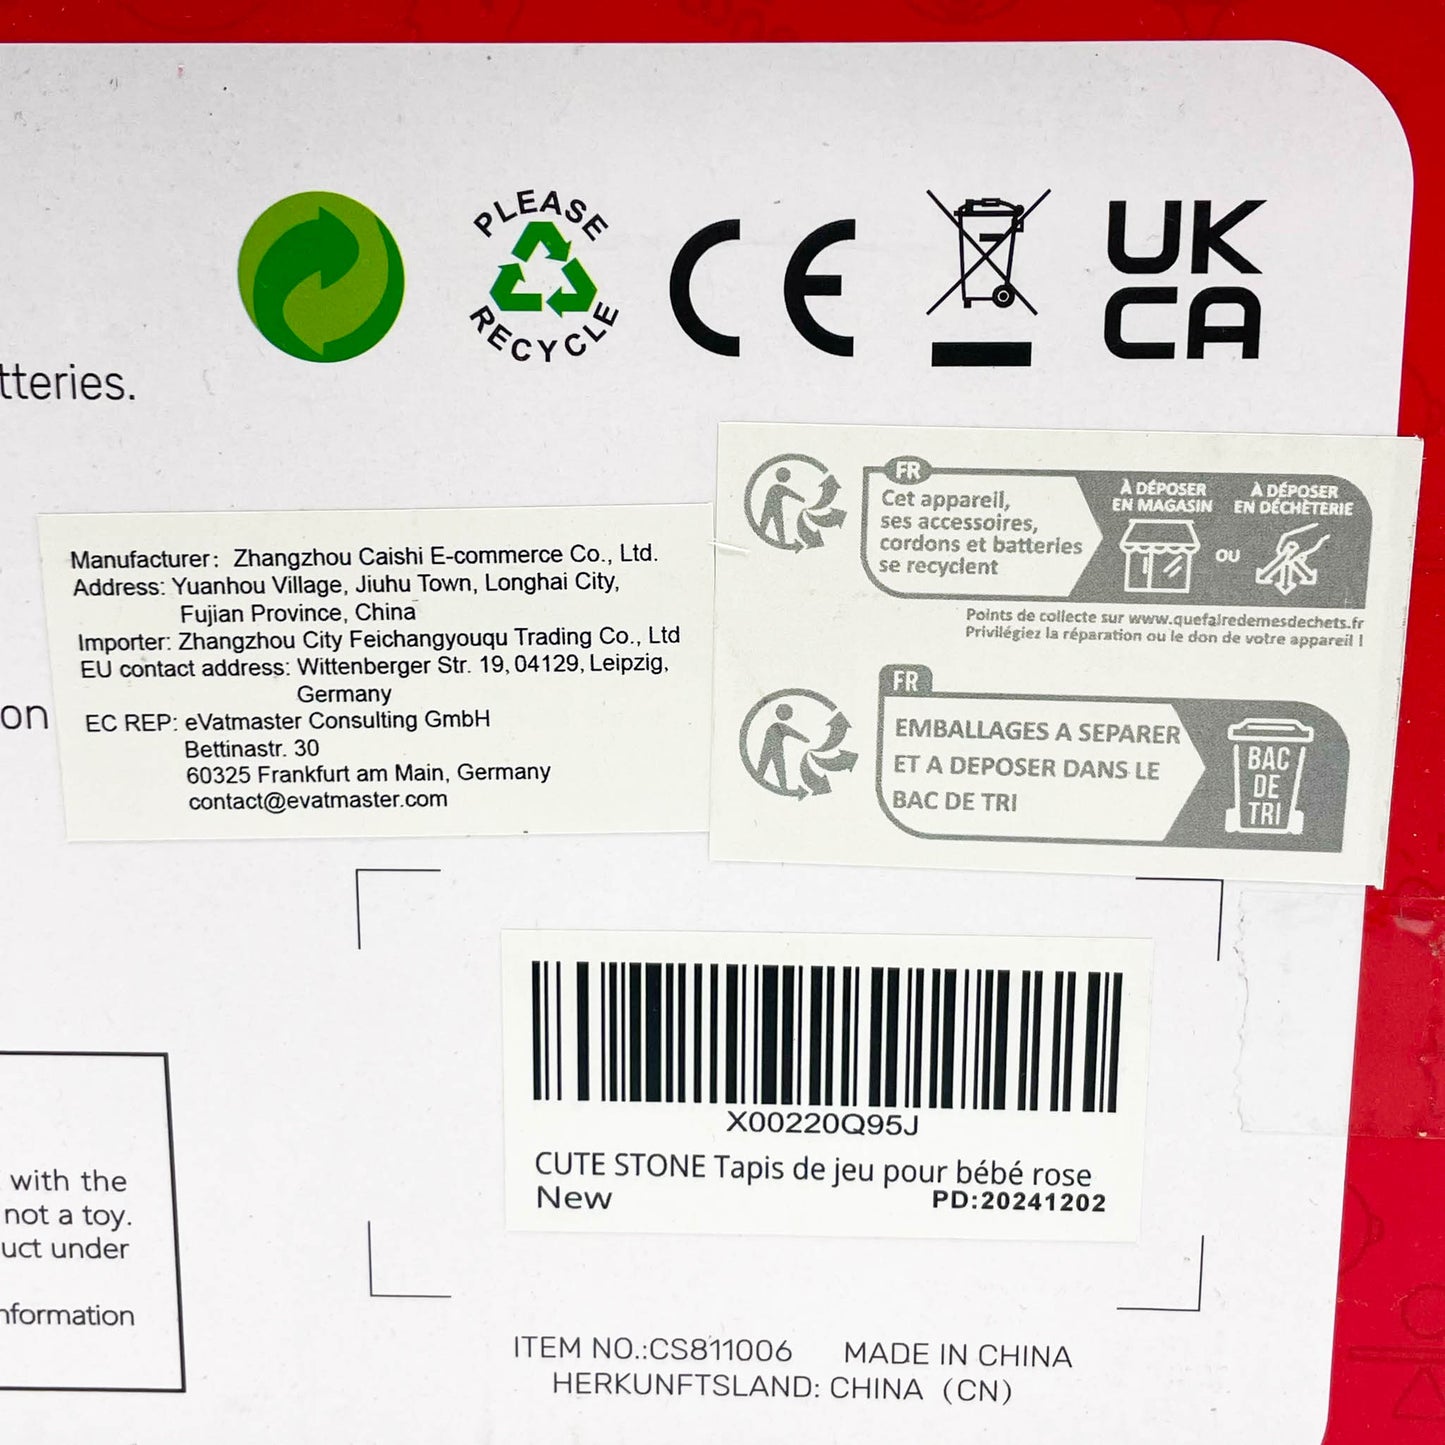 PLEASE
RECYCLE
CE
UK
CA
tteries.
FR
Cet appareil,
ses accessoires,
cordons et batteries
se recyclent
À DÉPOSER
EN MAGASIN
OU
À DÉPOSER
EN DÉCHÈTERIE
Points de collecte sur www.quefairedemesdechets.fr
Privilégiez la réparation ou le don de votre appareil !
Manufacturer: Zhangzhou Caishi E-commerce Co., Ltd.
Address: Yuanhou Village, Jiuhu Town, Longhai City,
Fujian Province, China
Importer: Zhangzhou City Feichangyouqu Trading Co., Ltd
EU contact address: Wittenberger Str. 19, 04129, Leipzig,
Germany
EC REP: eVatmaster Consulting GmbH
Bettinastr. 30
60325 Frankfurt am Main, Germany
contact@evatmaster.com
on
FR
EMBALLAGES A SEPARER
ET A DEPOSER DANS LE
BAC DE TRI
BAC
DE
TRI
X00220Q95J
CUTE STONE Tapis de jeu pour bébé rose
New PD:20241202
with the
not a toy.
uct under
nformation
ITEM NO.:CS811006 MADE IN CHINA
HERKUNFTSLAND: CHINA (CN)